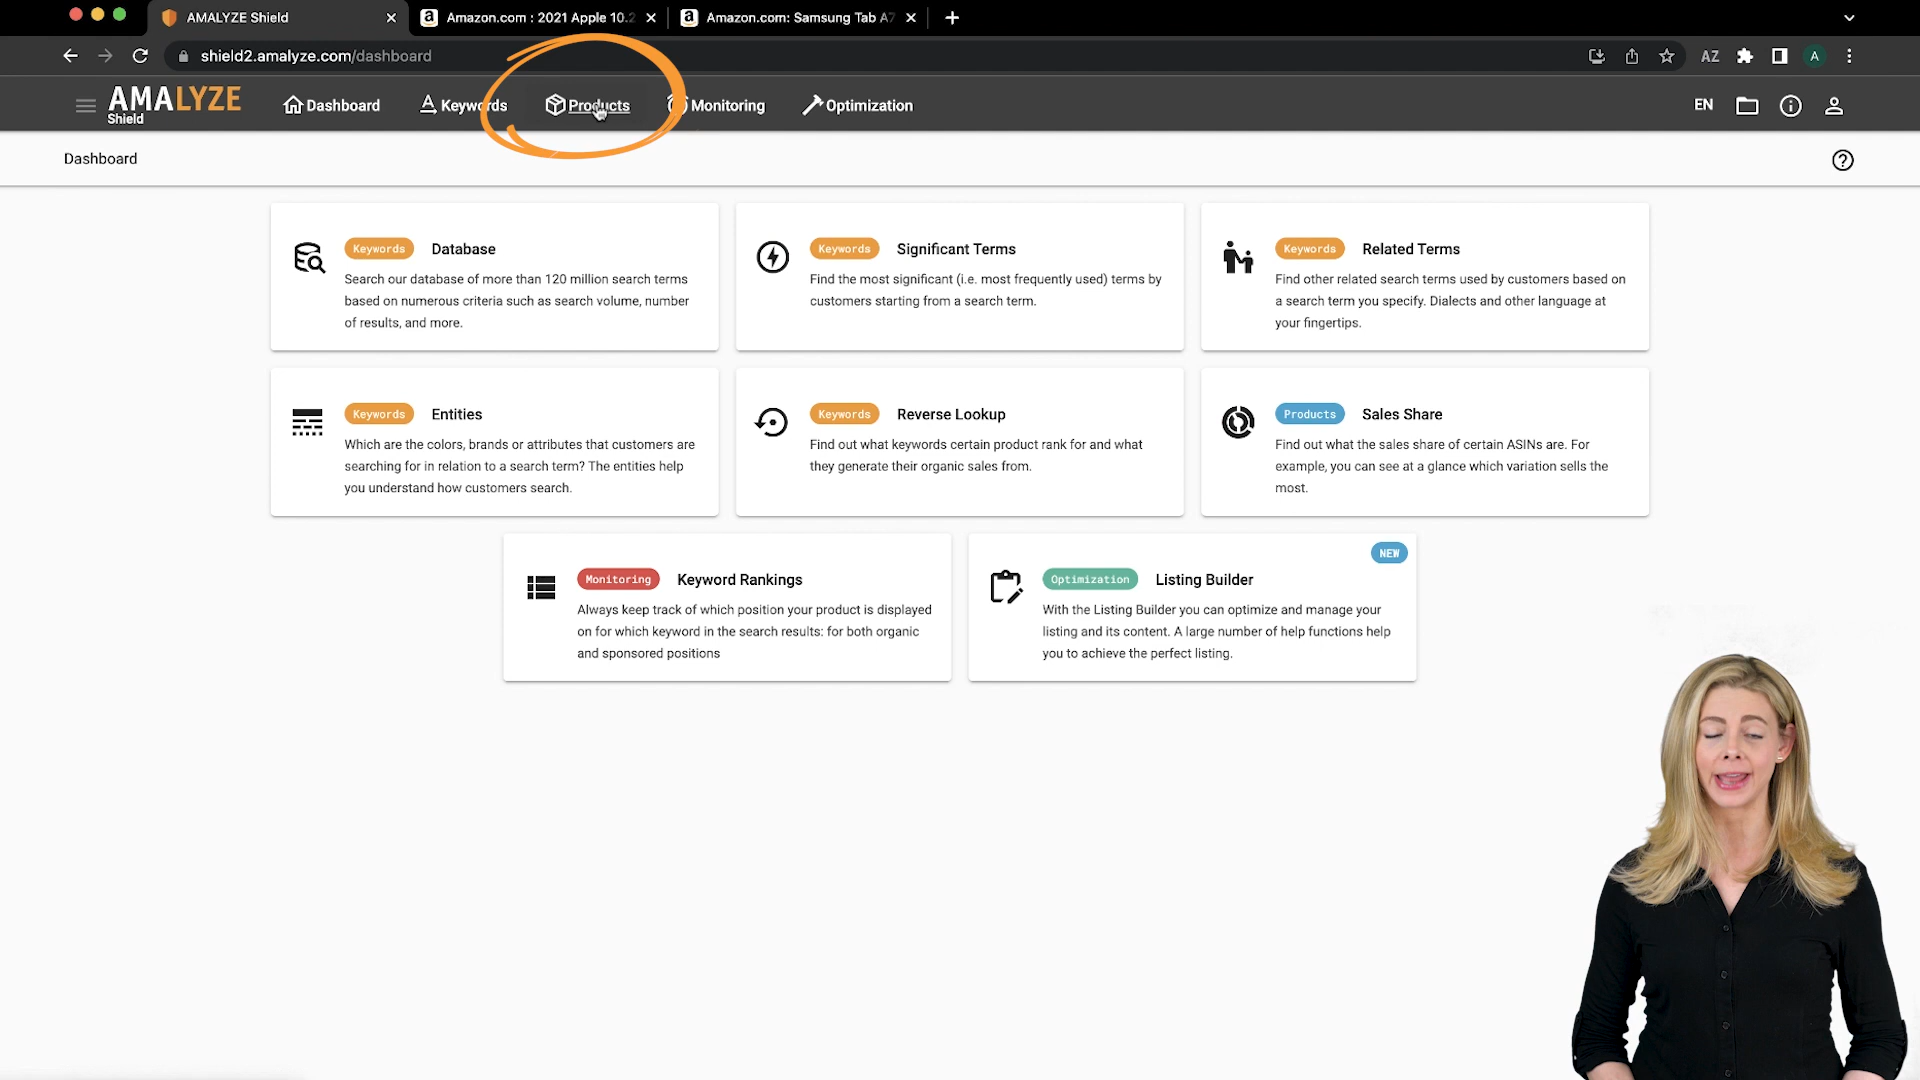 AMALYZE Shield
Amazon.com : 2021 Apple 10.2
Amazon.com: Samsung Tab A7
shield2.amalyze.com/dashboard
AZ
A
AMALYZE
Shield
Dashboard
Keywords
Products
Monitoring
Optimization
EN
Dashboard
Keywords Database
Search our database of more than 120 million search terms
based on numerous criteria such as search volume, number
of results, and more.
Keywords Significant Terms
Find the most significant (i.e. most frequently used) terms by
customers starting from a search term.
Keywords Related Terms
Find other related search terms used by customers based on
a search term you specify. Dialects and other language at
your fingertips.
Keywords Entities
Which are the colors, brands or attributes that customers are
searching for in relation to a search term? The entities help
you understand how customers search.
Keywords Reverse Lookup
Find out what keywords certain product rank for and what
they generate their organic sales from.
Products Sales Share
Find out what the sales share of certain ASINs are. For
example, you can see at a glance which variation sells the
most.
Monitoring Keyword Rankings
Always keep track of which position your product is displayed
on for which keyword in the search results: for both organic
and sponsored positions
NEW
Optimization Listing Builder
With the Listing Builder you can optimize and manage your
listing and its content. A large number of help functions help
you to achieve the perfect listing.